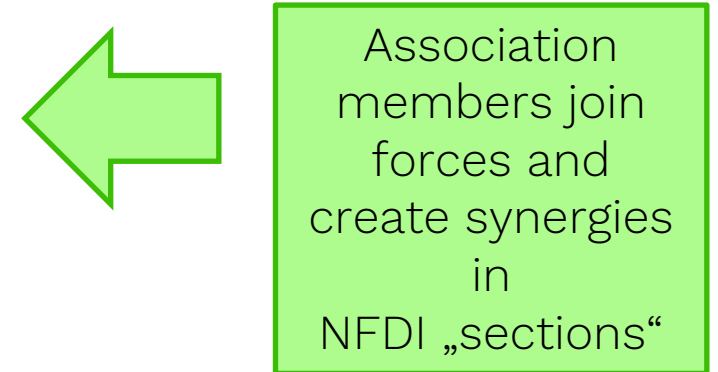 Association
members join
forces and
create synergies
in
NFDI „sections“